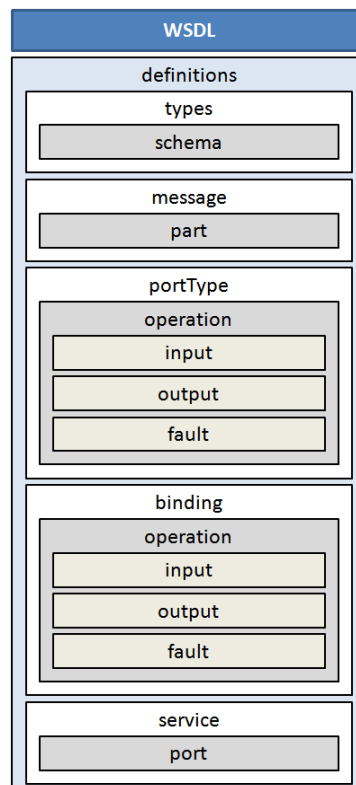 WSDL
definitions
types
schema
message
part
portType
operation
input
output
fault
binding
operation
input
output
fault
service
port